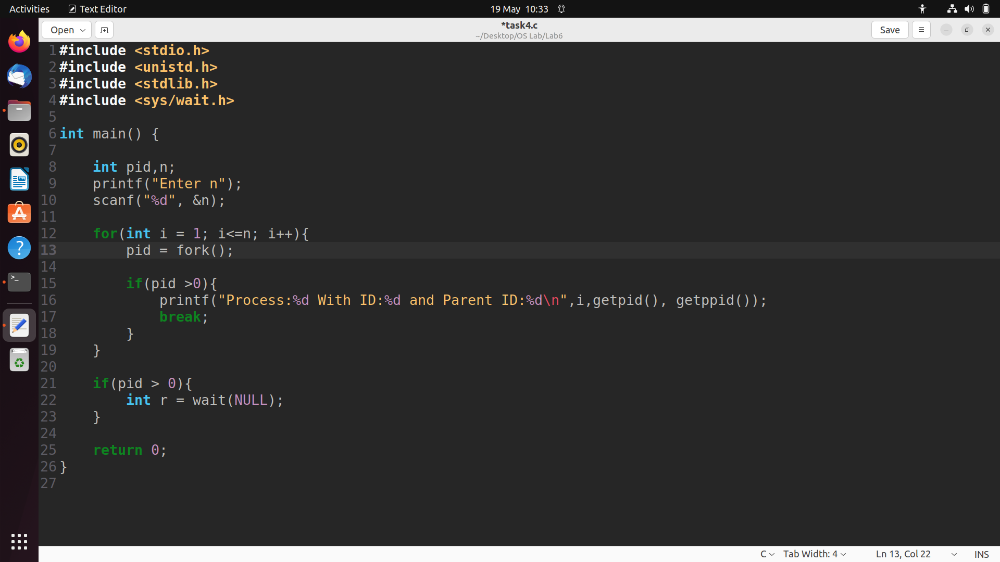 Activities Text Editor 19 May 10:33
Open *task4.c Save
~/Desktop/OS Lab/Lab6
1 #include <stdio.h>
2 #include <unistd.h>
3 #include <stdlib.h>
4 #include <sys/wait.h>
5
6 int main() {
7
8     int pid,n;
9     printf("Enter n");
10     scanf("%d", &n);
11
12     for(int i = 1; i<=n; i++){
13         pid = fork();
14
15         if(pid >0){
16             printf("Process:%d With ID:%d and Parent ID:%d\n",i,getpid(), getppid());
17             break;
18         }
19     }
20
21     if(pid > 0){
22         int r = wait(NULL);
23     }
24
25     return 0;
26 }
27
C Tab Width: 4 Ln 13, Col 22 INS